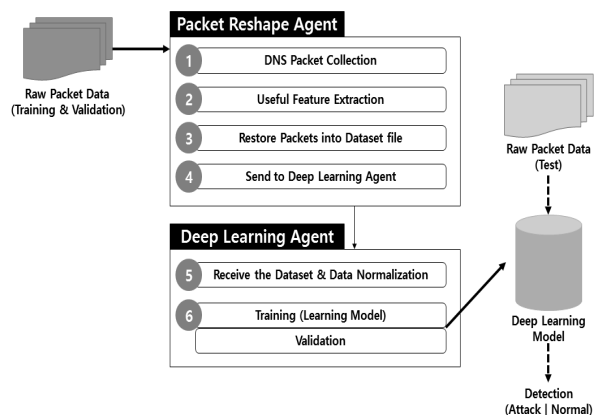 Packet Reshape Agent
Raw Packet Data
(Training & Validation)
1 DNS Packet Collection
2 Useful Feature Extraction
3 Restore Packets into Dataset file
4 Send to Deep Learning Agent
Deep Learning Agent
5 Receive the Dataset & Data Normalization
6 Training (Learning Model)
Validation
Raw Packet Data
(Test)
Deep Learning
Model
Detection
(Attack | Normal)